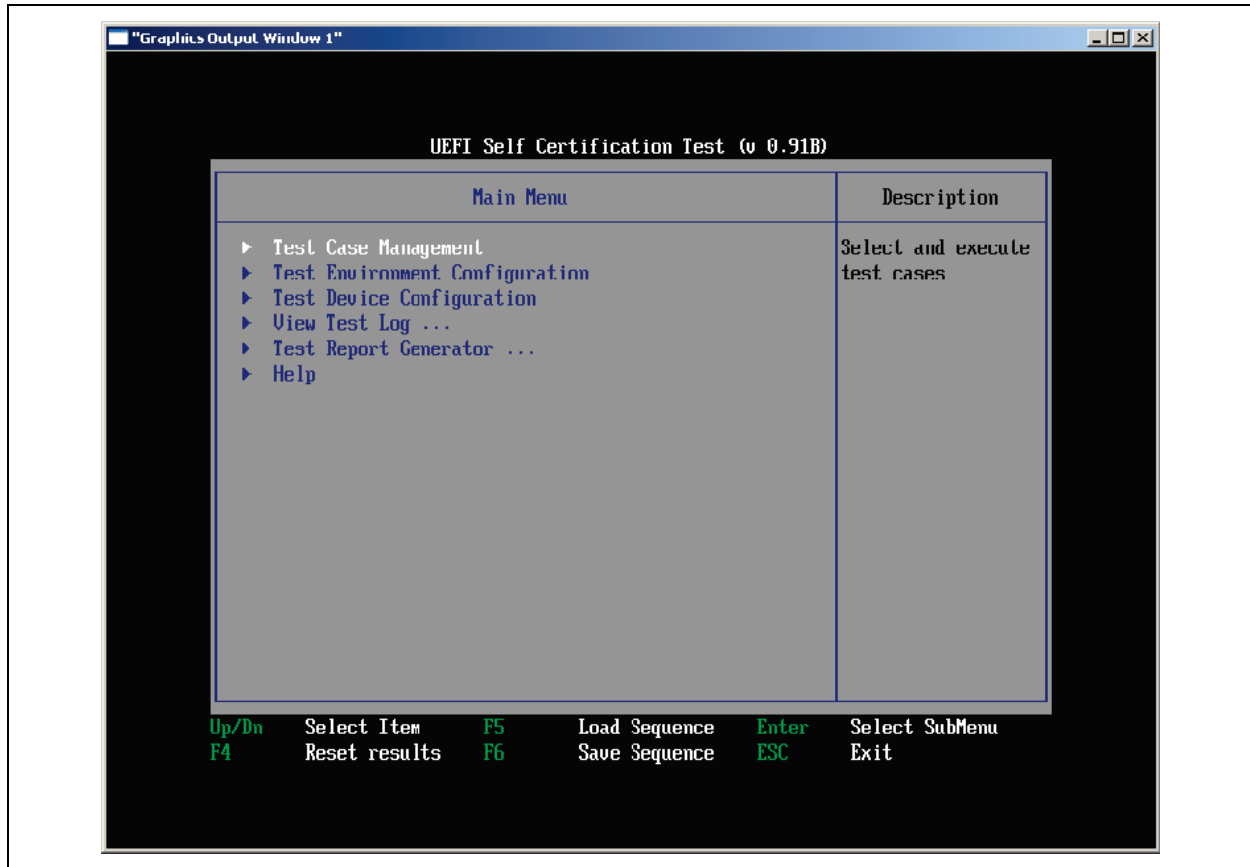 "Graphics Output Window 1"
UEFI Self Certification Test (v 0.91B)
Main Menu
Description
Test Case Management
Test Environment Configuration
Test Device Configuration
View Test Log ...
Test Report Generator ...
Help
Select and execute
test cases
Up/Dn Select Item F5 Load Sequence Enter Select SubMenu
F4 Reset results F6 Save Sequence ESC Exit